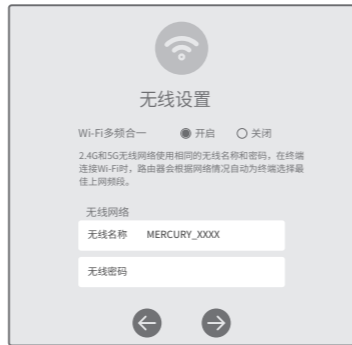 无线设置
Wi-Fi多频合一 开启 关闭
2.4G和5G无线网络使用相同的无线名称和密码，在终端
连接Wi-Fi时，路由器会根据网络情况自动为终端选择最
佳上网频段。
无线网络
无线名称 MERCURY_XXXX
无线密码